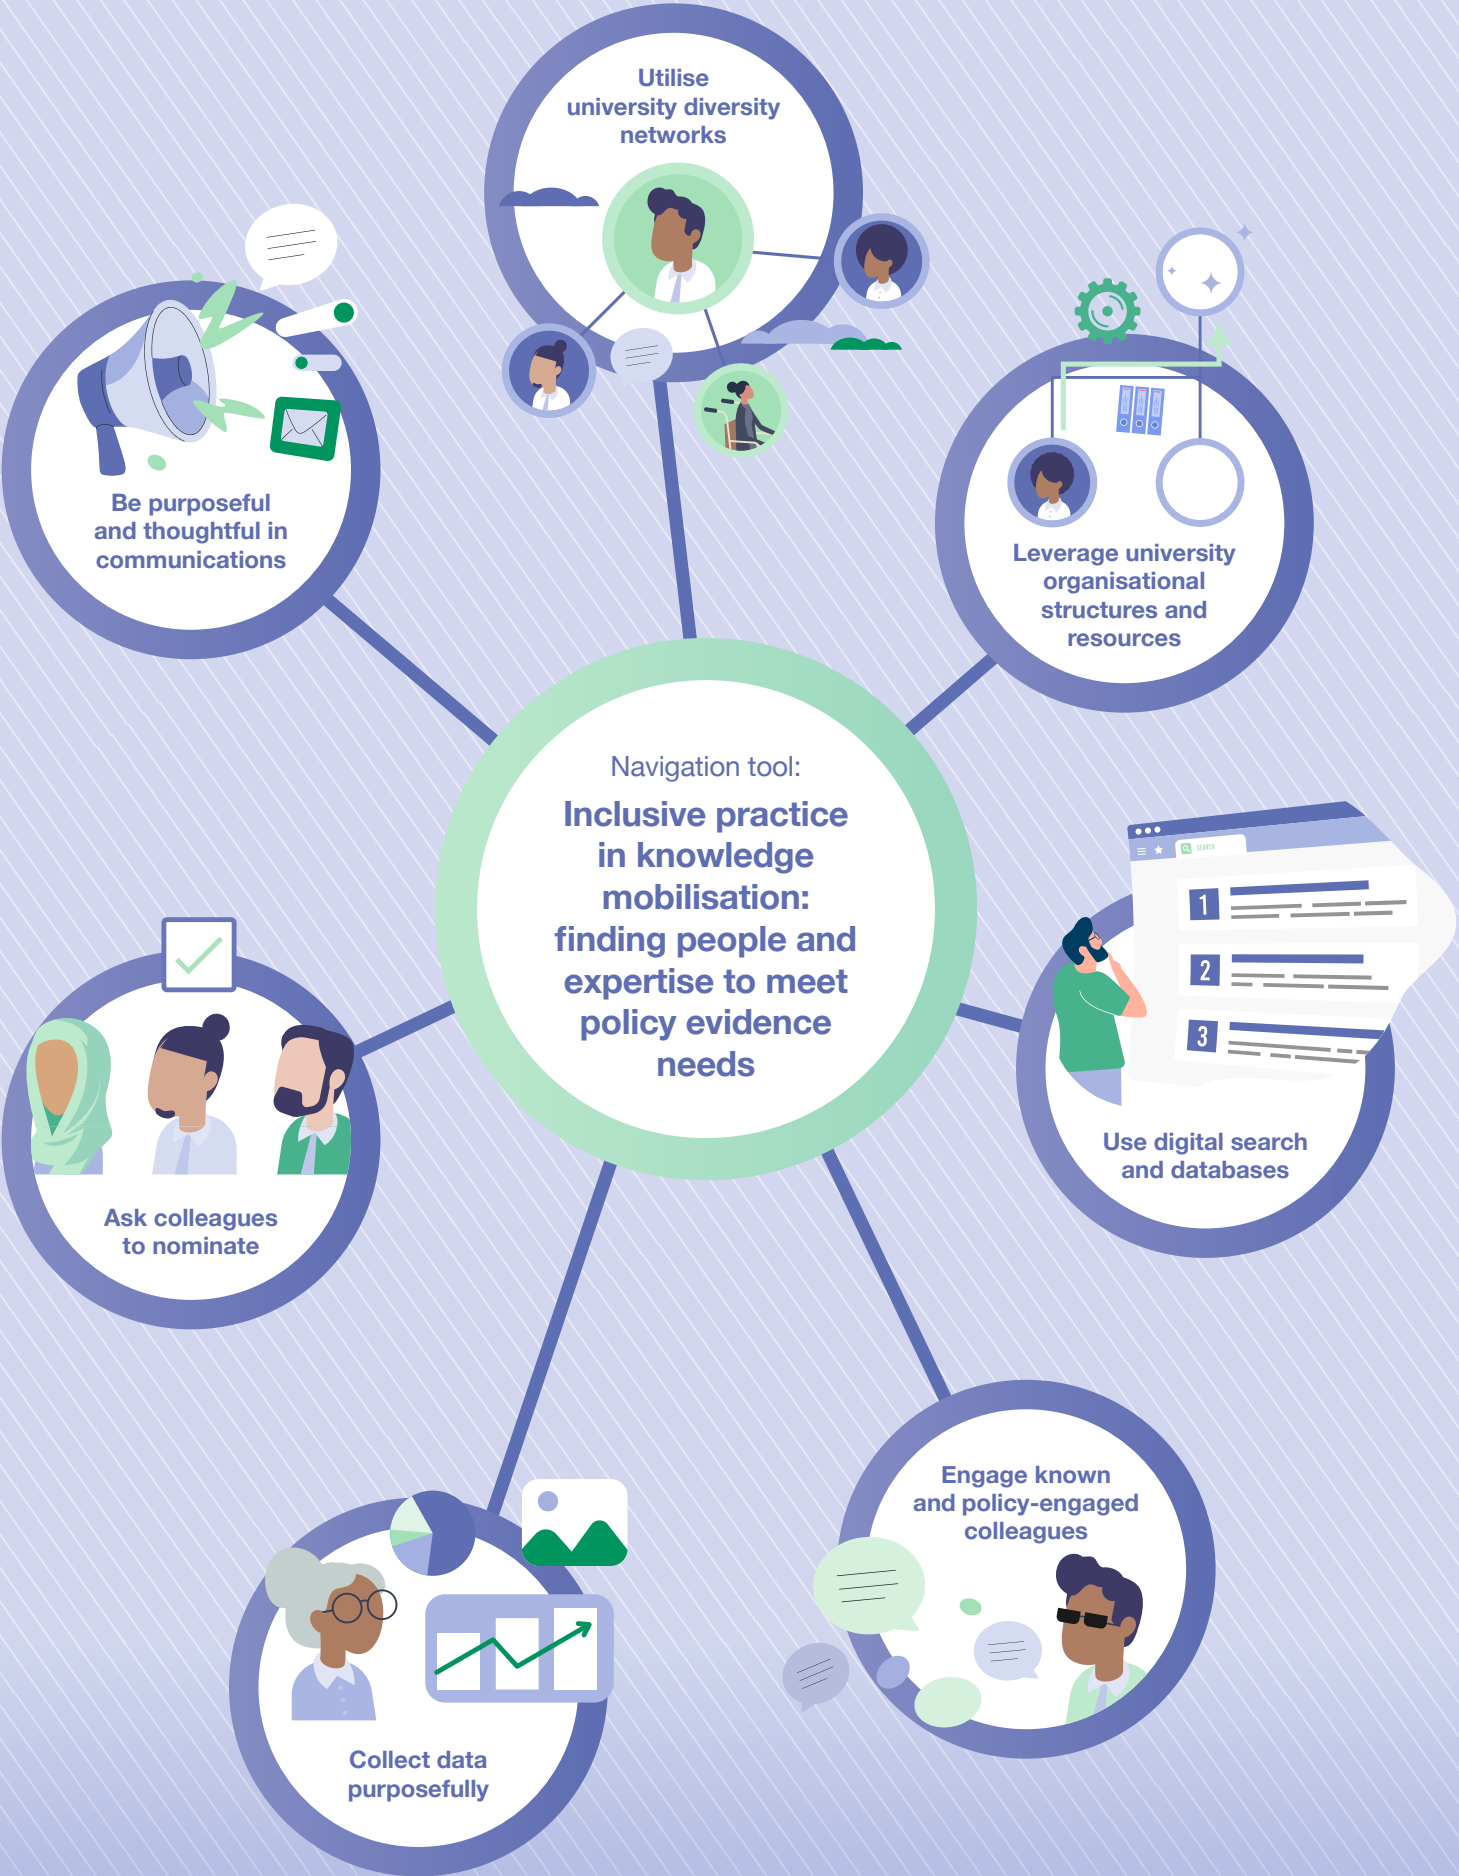 Utilise
university diversity
networks
Be purposeful
and thoughtful in
communications
Leverage university
organisational
structures and
resources
Navigation tool:
Inclusive practice
in knowledge
mobilisation:
finding people and
expertise to meet
policy evidence
needs
SEARCH
1
2
3
Use digital search
and databases
Ask colleagues
to nominate
Engage known
and policy-engaged
colleagues
Collect data
purposefully